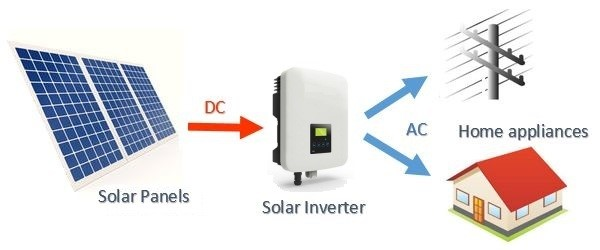 DC
AC
Home appliances
Solar Panels
Solar Inverter